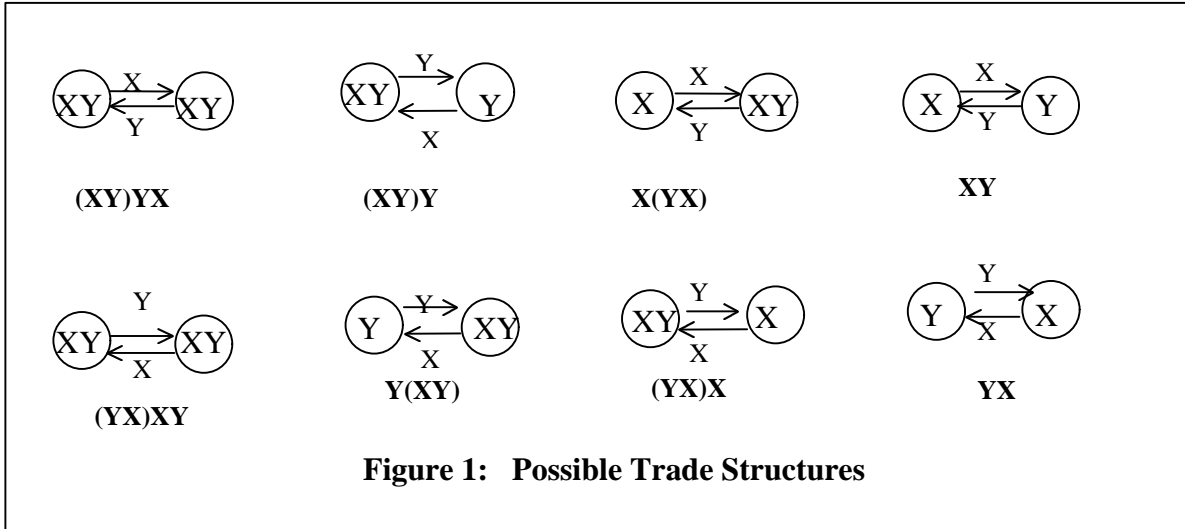 X
XY XY
Y
(XY)YX
Y
XY Y
X
(XY)Y
X
X XY
Y
X(YX)
X
X Y
Y
XY
Y
XY XY
X
(YX)XY
Y
Y XY
X
Y(XY)
Y
XY X
X
(YX)X
Y
Y X
X
YX
Figure 1: Possible Trade Structures